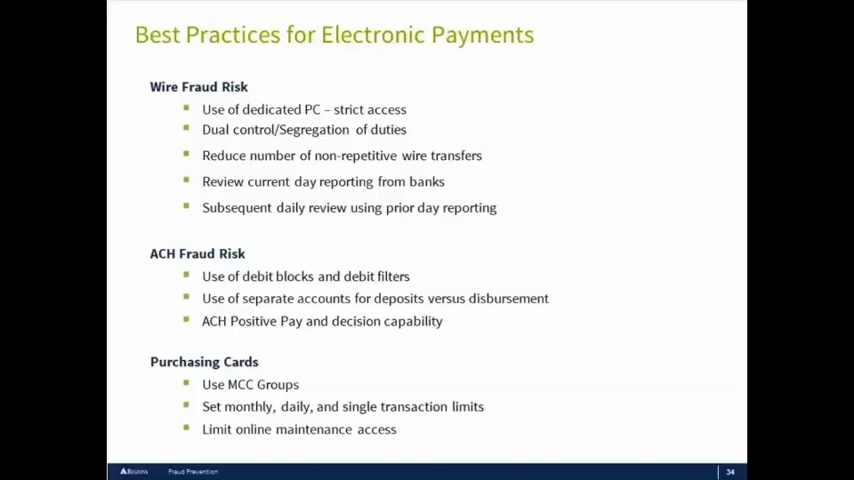 Best Practices for Electronic Payments
Wire Fraud Risk
Use of dedicated PC – strict access
Dual control/Segregation of duties
Reduce number of non-repetitive wire transfers
Review current day reporting from banks
Subsequent daily review using prior day reporting
ACH Fraud Risk
Use of debit blocks and debit filters
Use of separate accounts for deposits versus disbursement
ACH Positive Pay and decision capability
Purchasing Cards
Use MCC Groups
Set monthly, daily, and single transaction limits
Limit online maintenance access
Regions Fraud Prevention 34